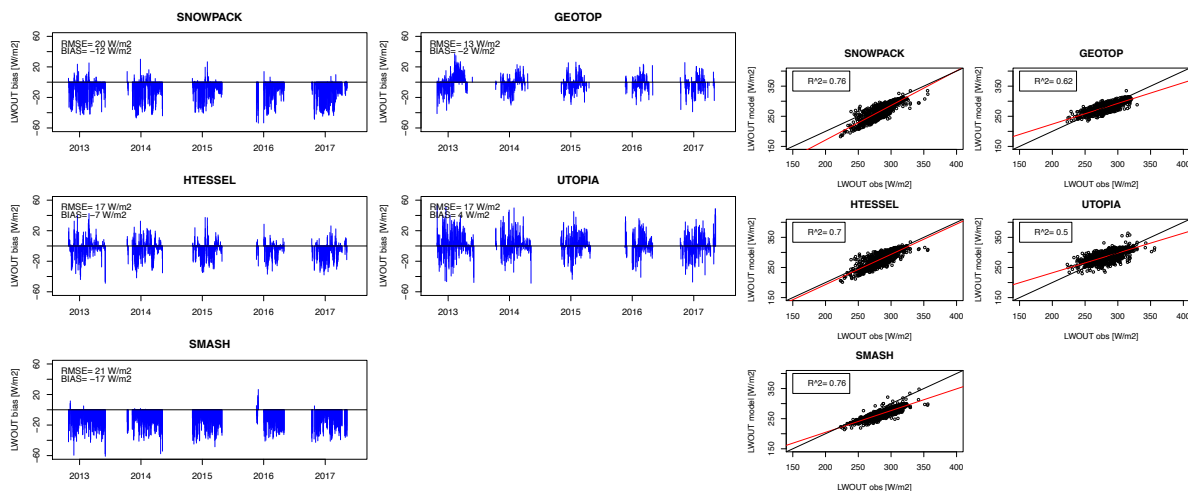 SNOWPACK
RMSE= 20 W/m2
BIAS= −12 W/m2
LWOUT bias [W/m2]
60
20
−20
−60
2013 2014 2015 2016 2017
GEOTOP
RMSE= 13 W/m2
BIAS= −2 W/m2
LWOUT bias [W/m2]
60
20
−20
−60
2013 2014 2015 2016 2017
HTESSEL
RMSE= 17 W/m2
BIAS= −7 W/m2
LWOUT bias [W/m2]
60
20
−20
−60
2013 2014 2015 2016 2017
UTOPIA
RMSE= 17 W/m2
BIAS= 4 W/m2
LWOUT bias [W/m2]
60
20
−20
−60
2013 2014 2015 2016 2017
SMASH
RMSE= 21 W/m2
BIAS= −17 W/m2
LWOUT bias [W/m2]
60
20
−20
−60
2013 2014 2015 2016 2017
SNOWPACK
R^2= 0.76
LWOUT model [W/m2]
350
250
150
150 200 250 300 350 400
LWOUT obs [W/m2]
GEOTOP
R^2= 0.62
LWOUT model [W/m2]
350
250
150
150 200 250 300 350 400
LWOUT obs [W/m2]
HTESSEL
R^2= 0.7
LWOUT model [W/m2]
350
250
150
150 200 250 300 350 400
LWOUT obs [W/m2]
UTOPIA
R^2= 0.5
LWOUT model [W/m2]
350
250
150
150 200 250 300 350 400
LWOUT obs [W/m2]
SMASH
R^2= 0.76
LWOUT model [W/m2]
350
250
150
150 200 250 300 350 400
LWOUT obs [W/m2]